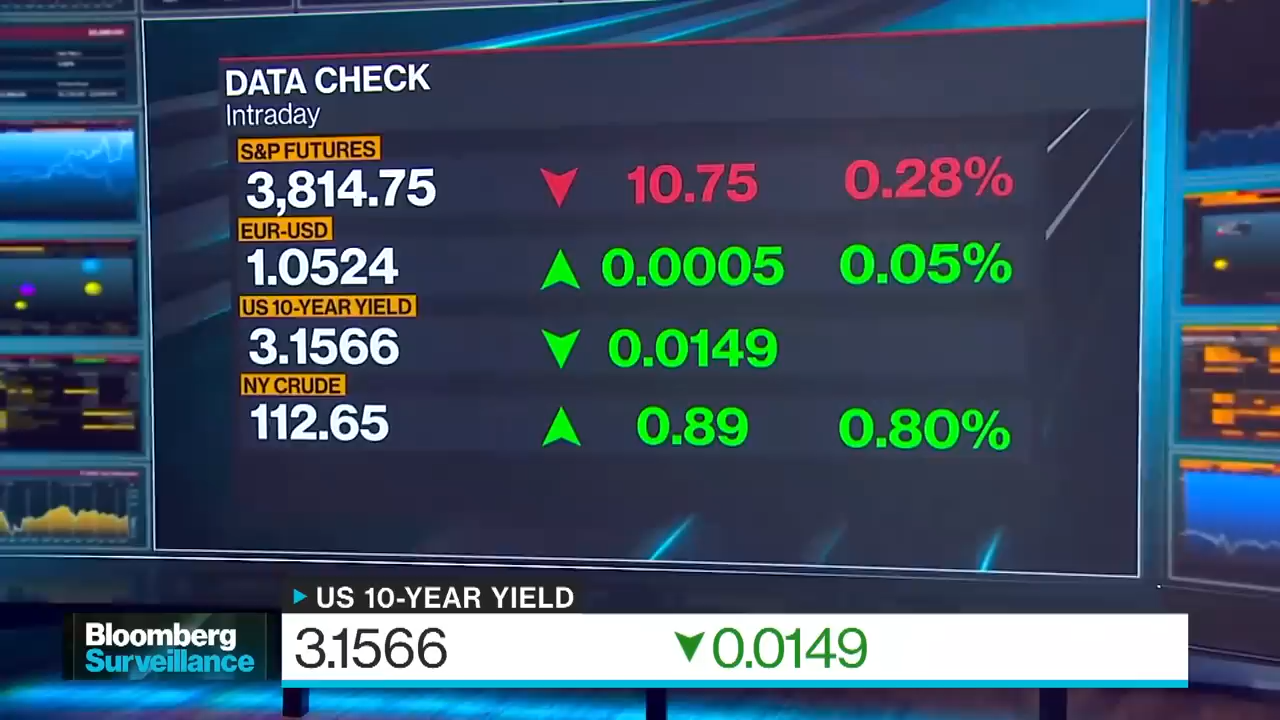 DATA CHECK
Intraday
S&P FUTURES
3,814.75 ▼ 10.75 0.28%
EUR-USD
1.0524 ▲ 0.0005 0.05%
US 10-YEAR YIELD
3.1566 ▼ 0.0149
NY CRUDE
112.65 ▲ 0.89 0.80%
US 10-YEAR YIELD
Bloomberg
Surveillance
3.1566 ▼ 0.0149